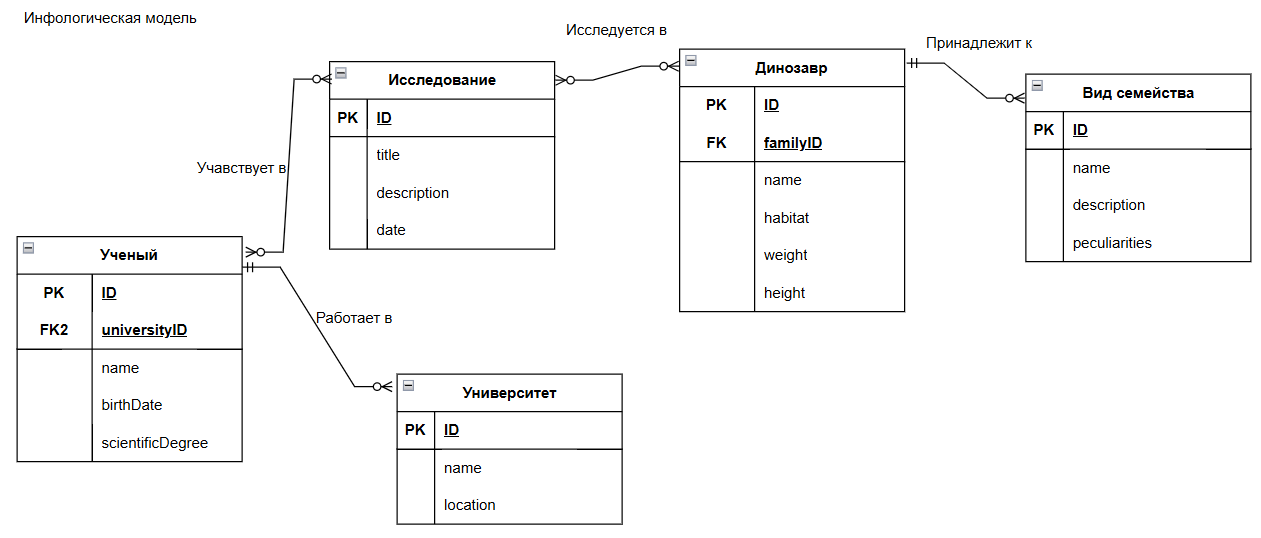 Инфологическая модель
Исследуется в
Принадлежит к
Учавствует в
Работает в
Исследование
PK ID
title
description
date
Динозавр
PK ID
FK familyID
name
habitat
weight
height
Вид семейства
PK ID
name
description
peculiarities
Ученый
PK ID
FK2 universityID
name
birthDate
scientificDegree
Университет
PK ID
name
location